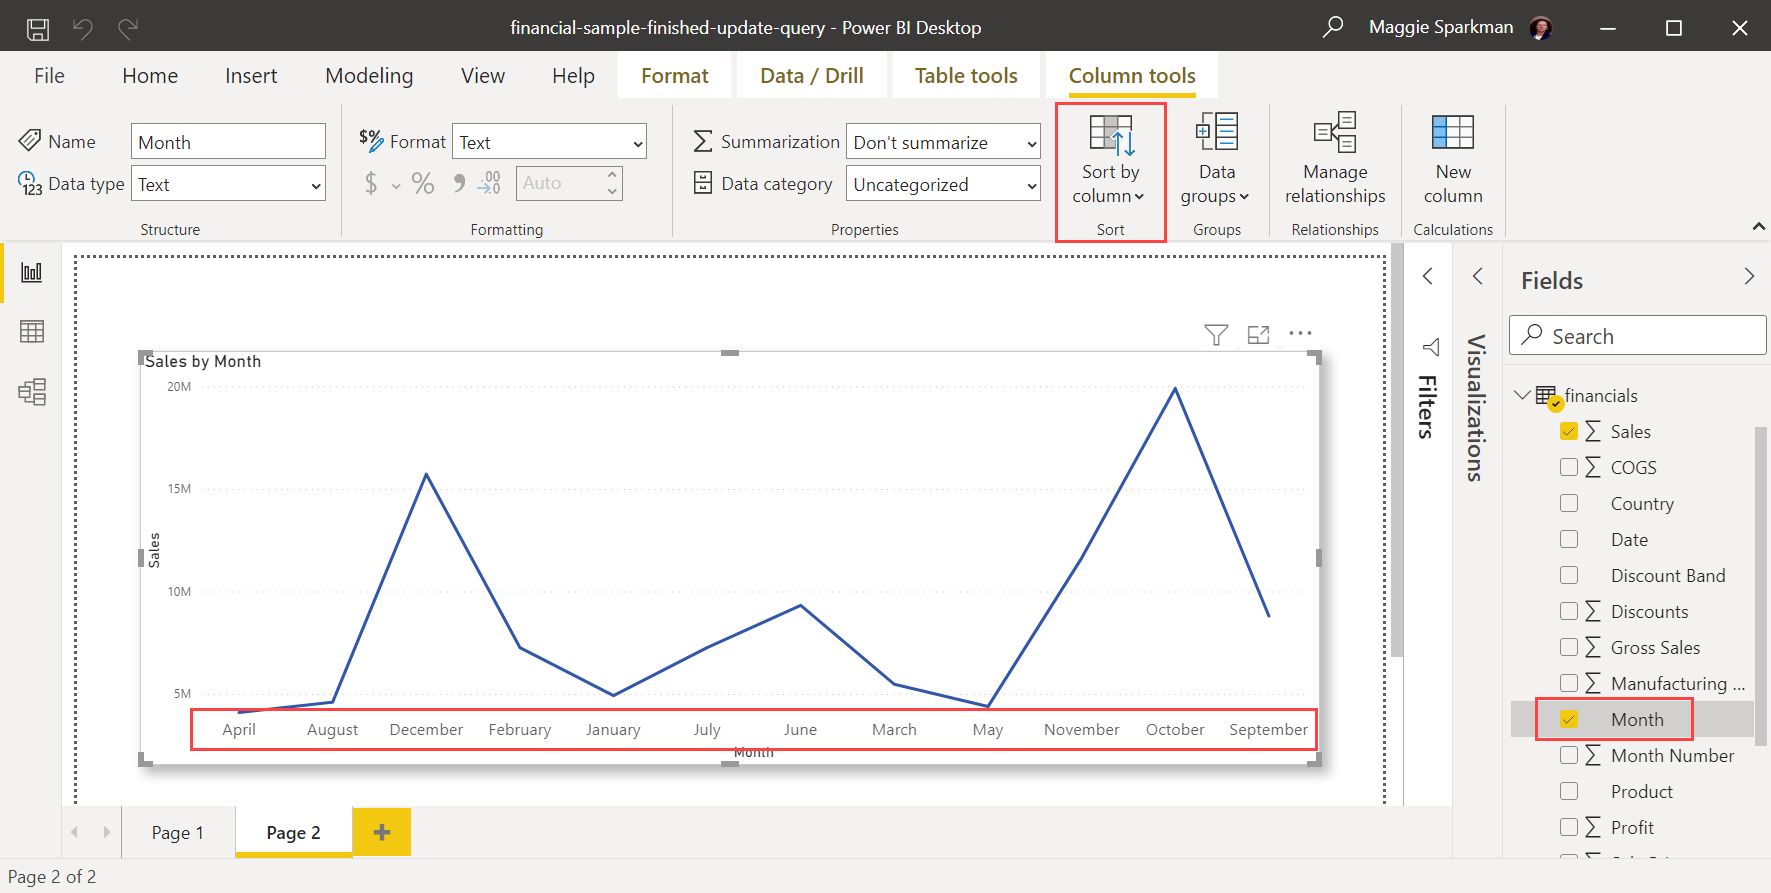 financial-sample-finished-update-query - Power BI Desktop
Maggie Sparkman
File Home Insert Modeling View Help Format Data / Drill Table tools Column tools
Name Month
Data type Text
Structure
$% Format Text
$ % 9 .00 Auto
Formatting
Summarization Don't summarize
Data category Uncategorized
Properties
Sort by
column
Sort
Data
groups
Groups
Manage
relationships
Relationships
New
column
Calculations
Sales by Month
20M
15M
10M
5M
Sales
April August December February January July June March May November October September
Month
Filters
Visualizations
Fields
Search
financials
Sales
COGS
Country
Date
Discount Band
Discounts
Gross Sales
Manufacturing ...
Month
Month Number
Product
Profit
Page 1 Page 2 +
Page 2 of 2